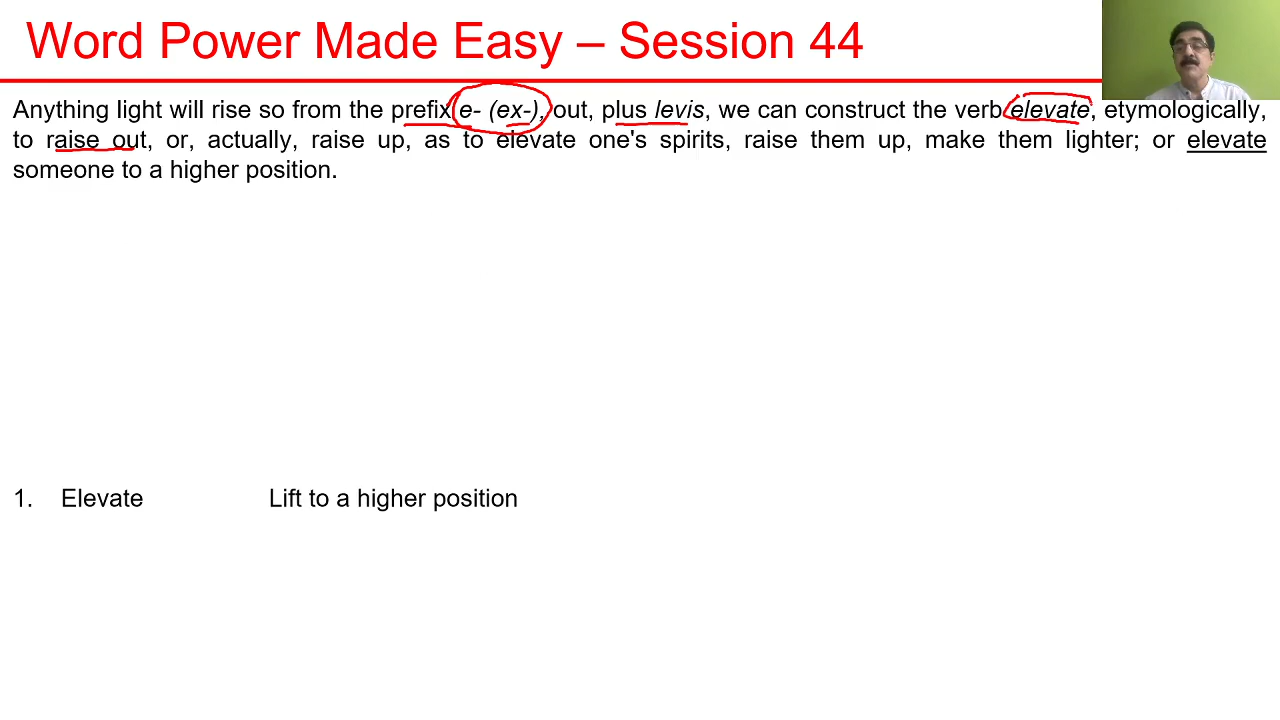 Word Power Made Easy – Session 44
Anything light will rise so from the prefix e- (ex-), out, plus levis, we can construct the verb elevate, etymologically,
to raise out, or, actually, raise up, as to elevate one's spirits, raise them up, make them lighter; or elevate
someone to a higher position.
1. Elevate Lift to a higher position